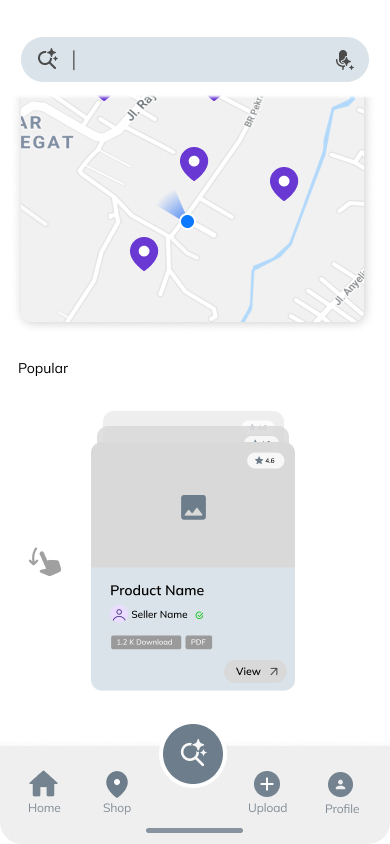 AR
EGAT
Jl. Ray
BR Pekr
Jl. Anyeli
Popular
4.6
Product Name
Seller Name
1.2 K Download
PDF
View
Home
Shop
Upload
Profile